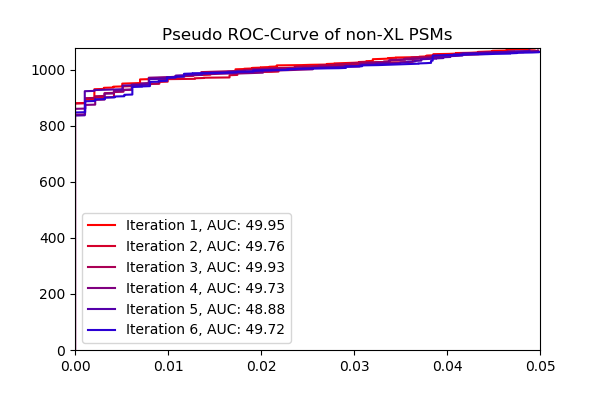 Pseudo ROC-Curve of non-XL PSMs
1000
800
600
400
200
0
Iteration 1, AUC: 49.95
Iteration 2, AUC: 49.76
Iteration 3, AUC: 49.93
Iteration 4, AUC: 49.73
Iteration 5, AUC: 48.88
Iteration 6, AUC: 49.72
0.00 0.01 0.02 0.03 0.04 0.05